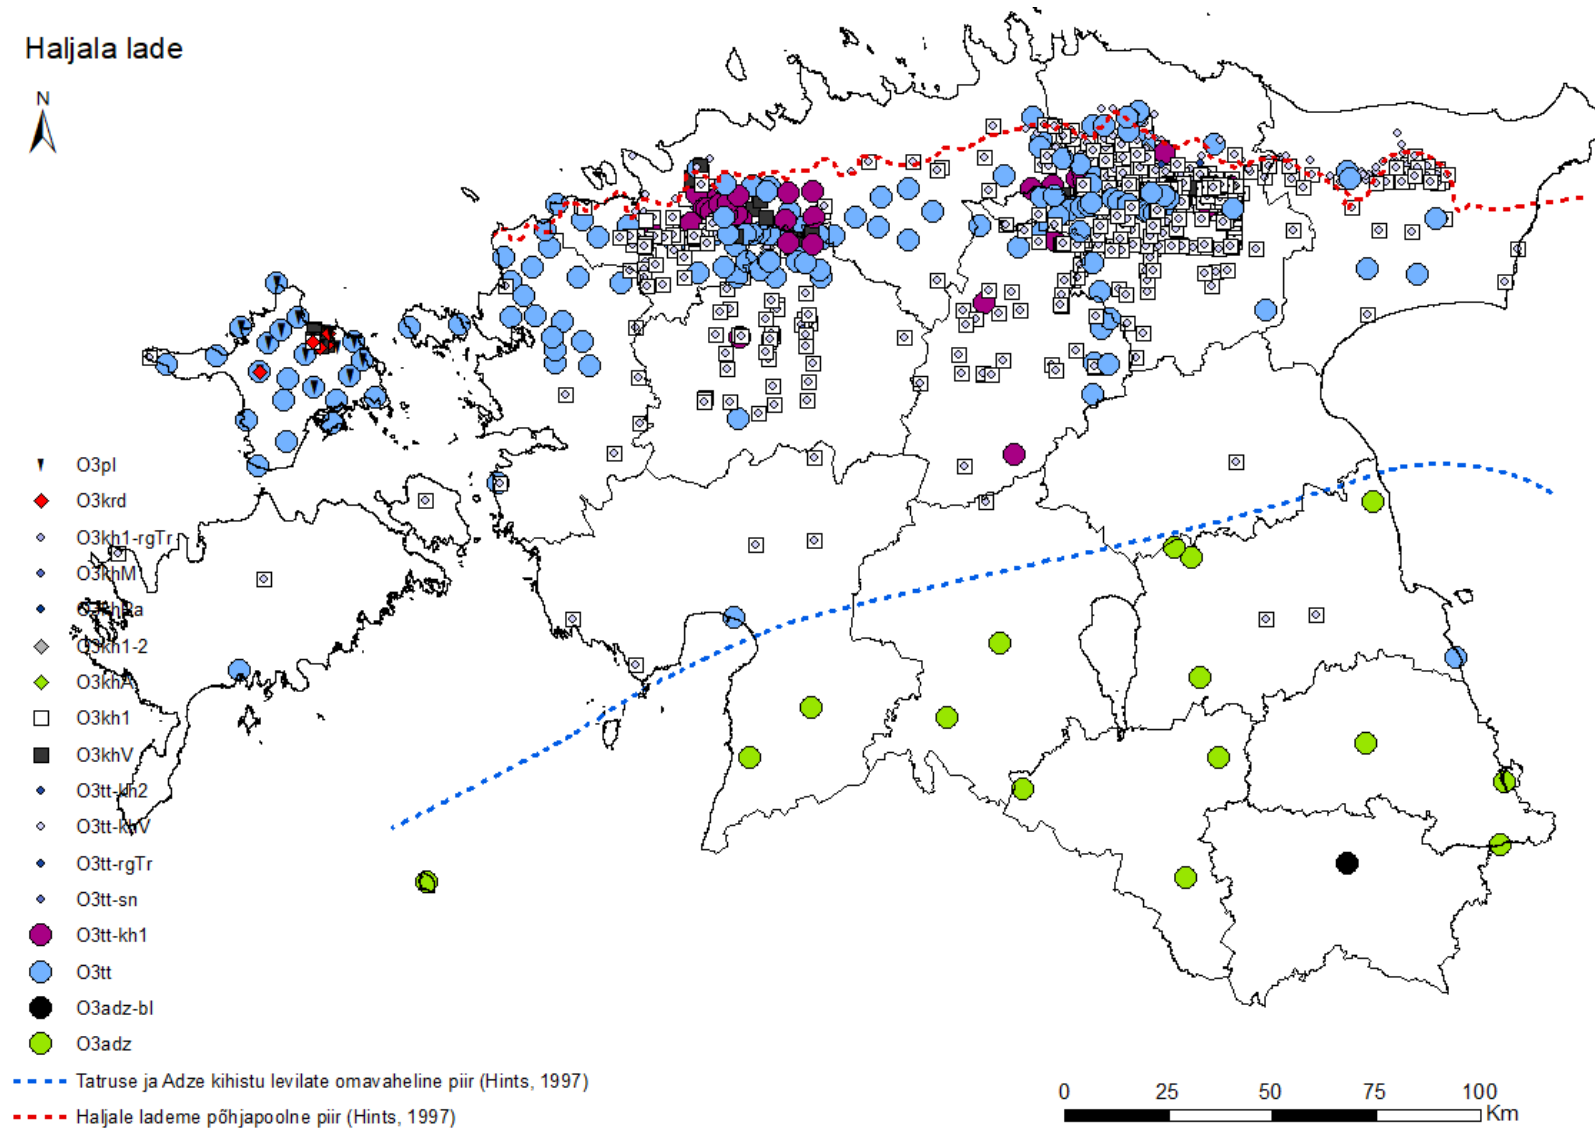 Haljala lade
N
O3pl
O3krd
O3kh1-rgTr
O3khM
O3kh1-2
O3khA
O3kh1
O3khV
O3tt-kh2
O3tt-khV
O3tt-rgTr
O3tt-sn
O3tt-kh1
O3tt
O3adz-bl
O3adz
Tatruse ja Adze kihistu levilate omavaheline piir (Hints, 1997)
Haljale lademe põhjapoolne piir (Hints, 1997)
0 25 50 75 100
Km